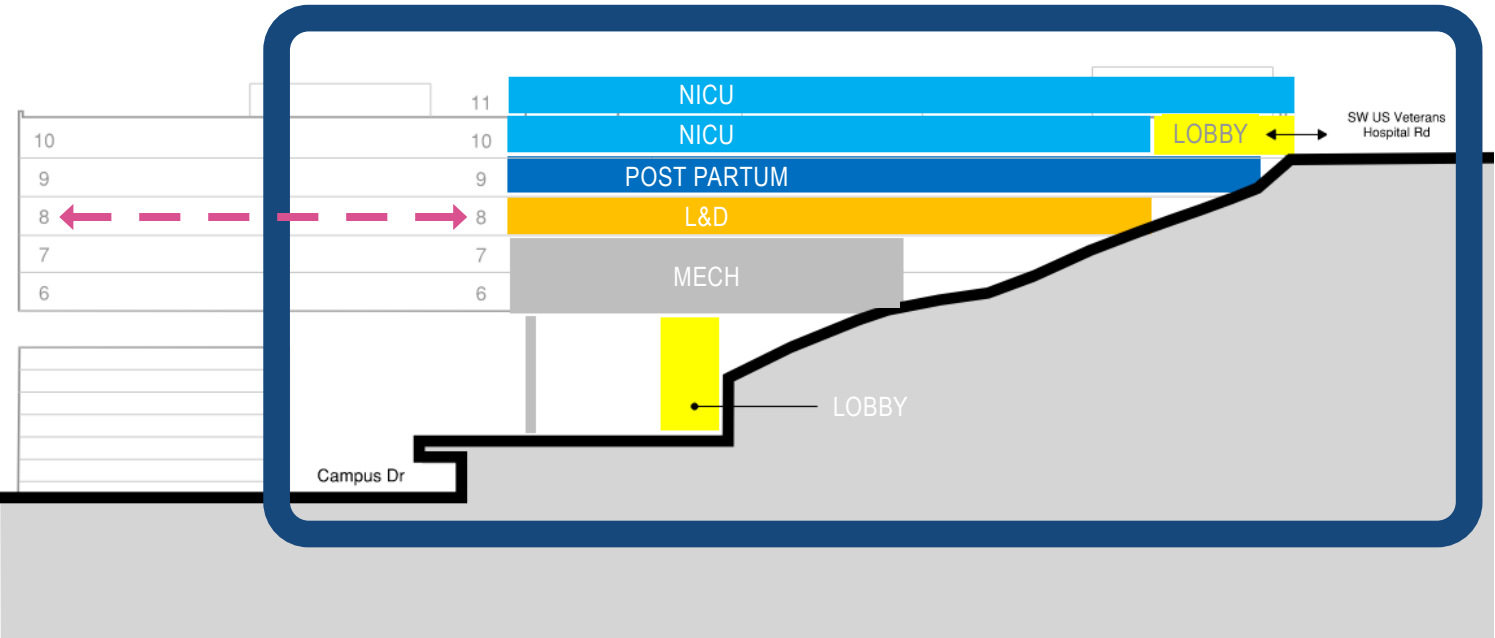 11
NICU
10
10
NICU
LOBBY
SW US Veterans
Hospital Rd
9
9
POST PARTUM
8
8
L&D
7
7
MECH
6
6
LOBBY
Campus Dr